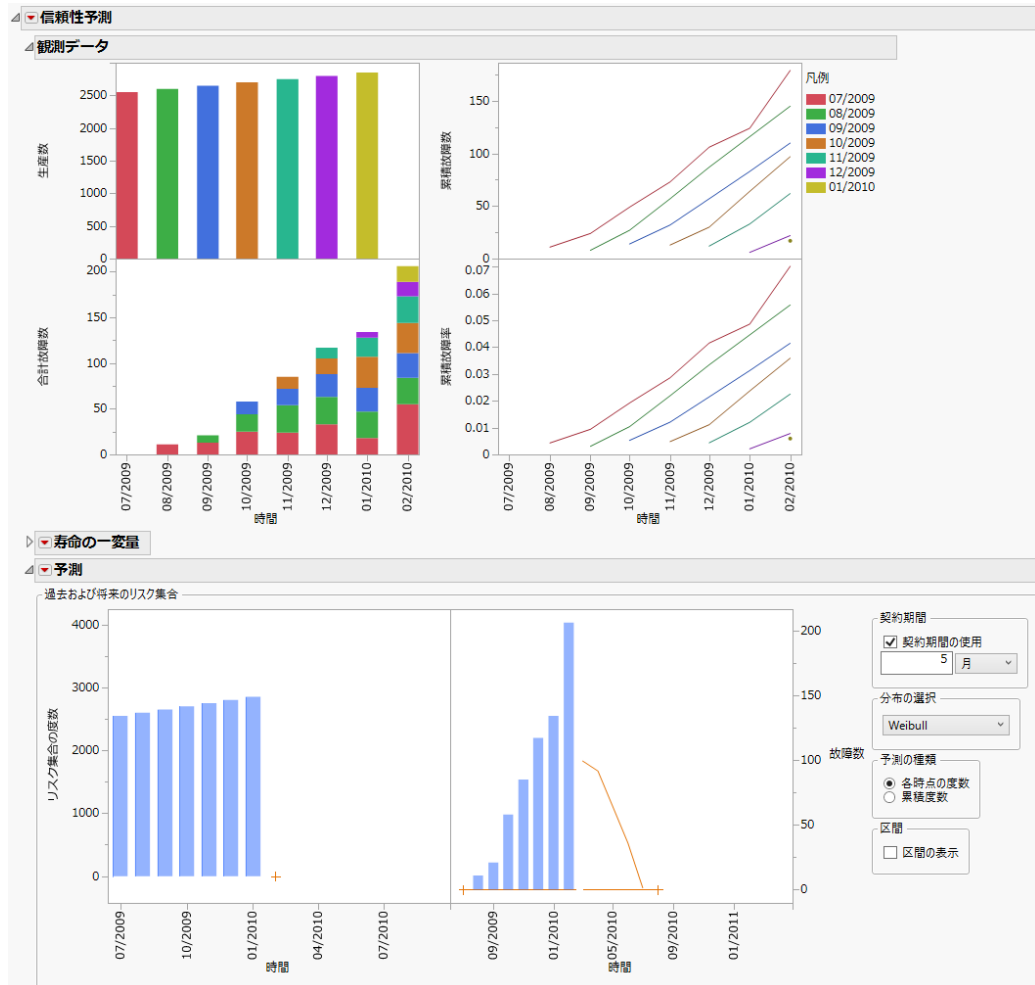 信頼性予測
観測データ
生産数
2500
2000
1500
1000
500
0
累積故障数
150
100
50
0
凡例
07/2009
08/2009
09/2009
10/2009
11/2009
12/2009
01/2010
合計故障数
200
150
100
50
0
累積故障率
0.07
0.06
0.05
0.04
0.03
0.02
0.01
0
07/2009
08/2009
09/2009
10/2009
11/2009
12/2009
01/2010
02/2010
時間
07/2009
08/2009
09/2009
10/2009
11/2009
12/2009
01/2010
02/2010
時間
寿命の一変量
予測
過去および将来のリスク集合
リスク集合の度数
4000
3000
2000
1000
0
07/2009
10/2009
01/2010
04/2010
07/2010
時間
200
150
100
50
0
故障数
09/2009
01/2010
05/2010
09/2010
01/2011
時間
契約期間
契約期間の使用
5 月
分布の選択
Weibull
予測の種類
各時点の度数
累積度数
区間
区間の表示